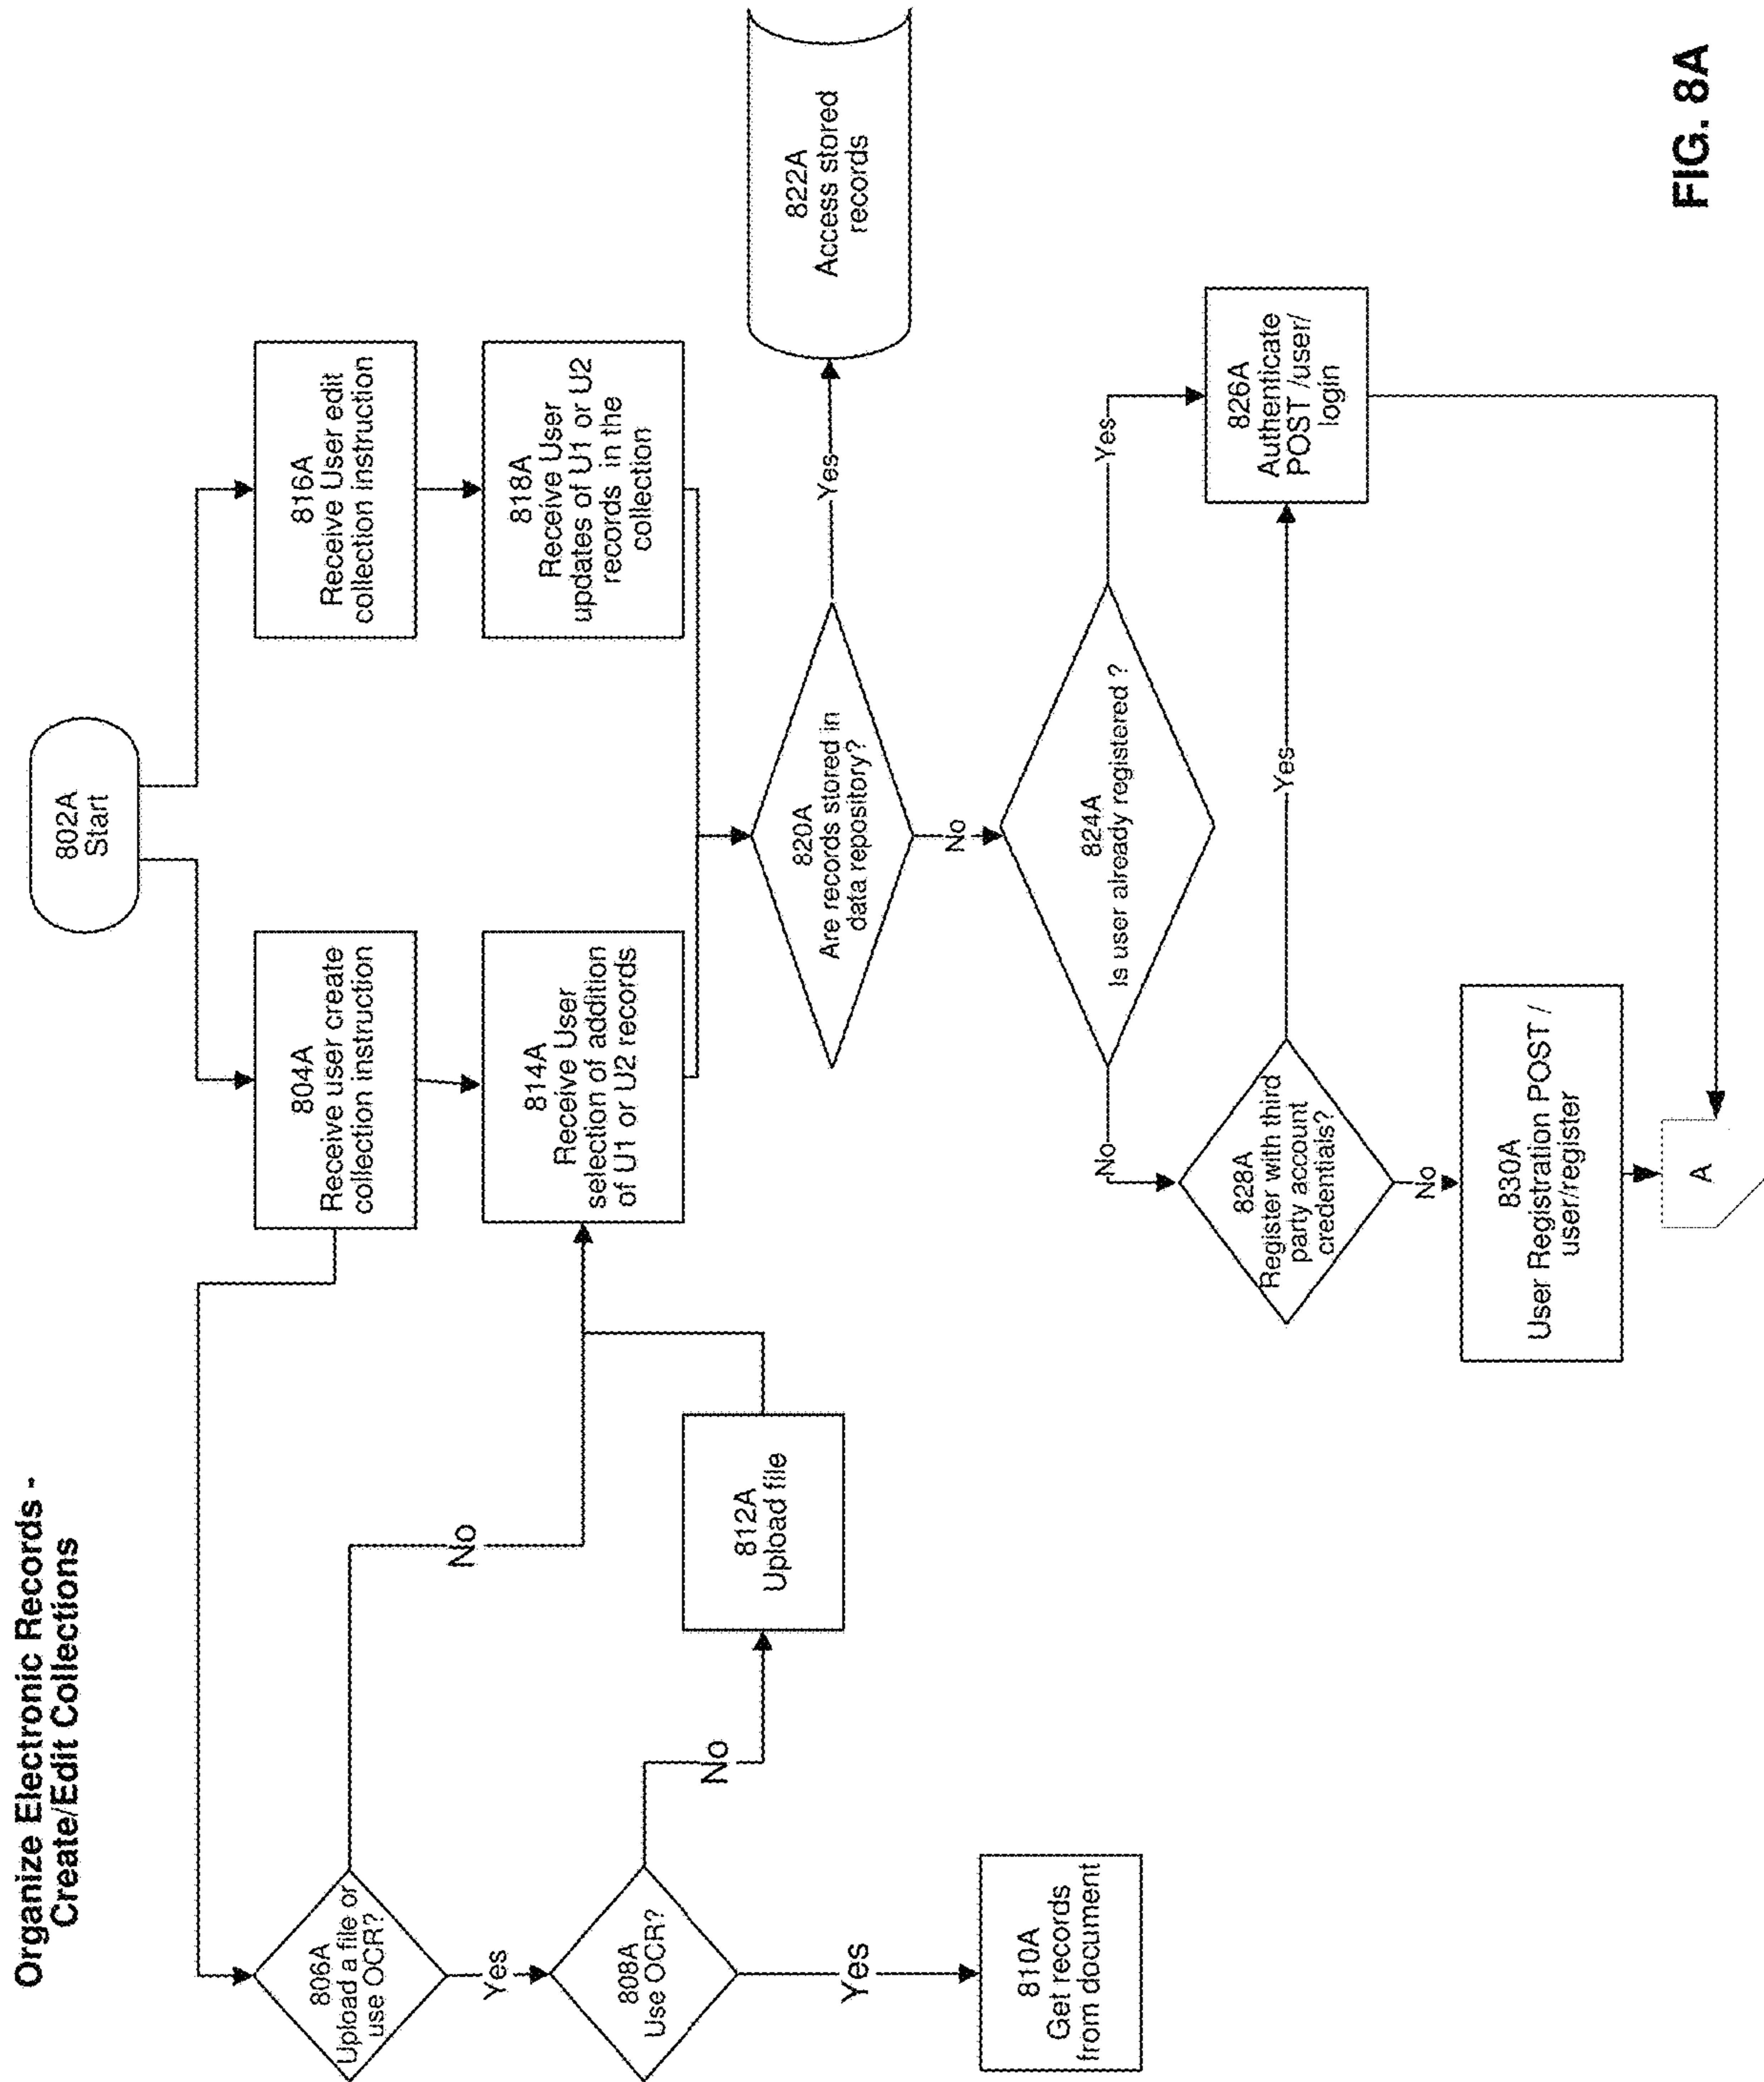 Organize Electronic Records -
Create/Edit Collections
802A
Start
804A
Receive user create
collection instruction
816A
Receive User edit
collection instruction
806A
Upload a file or
use OCR?
No
Yes
814A
Receive User
selection of addition
of U1 or U2 records
818A
Receive User
updates of U1 or U2
records in the
collection
808A
Use OCR?
No
Yes
812A
Upload file
810A
Get records
from document
820A
Are records stored in
data repository?
Yes
822A
Access stored
records
No
824A
Is user already registered ?
Yes
No
826A
Authenticate
POST /user/
login
828A
Register with third
party account
credentials?
Yes
No
830A
User Registration POST /
user/register
A
FIG. 8A